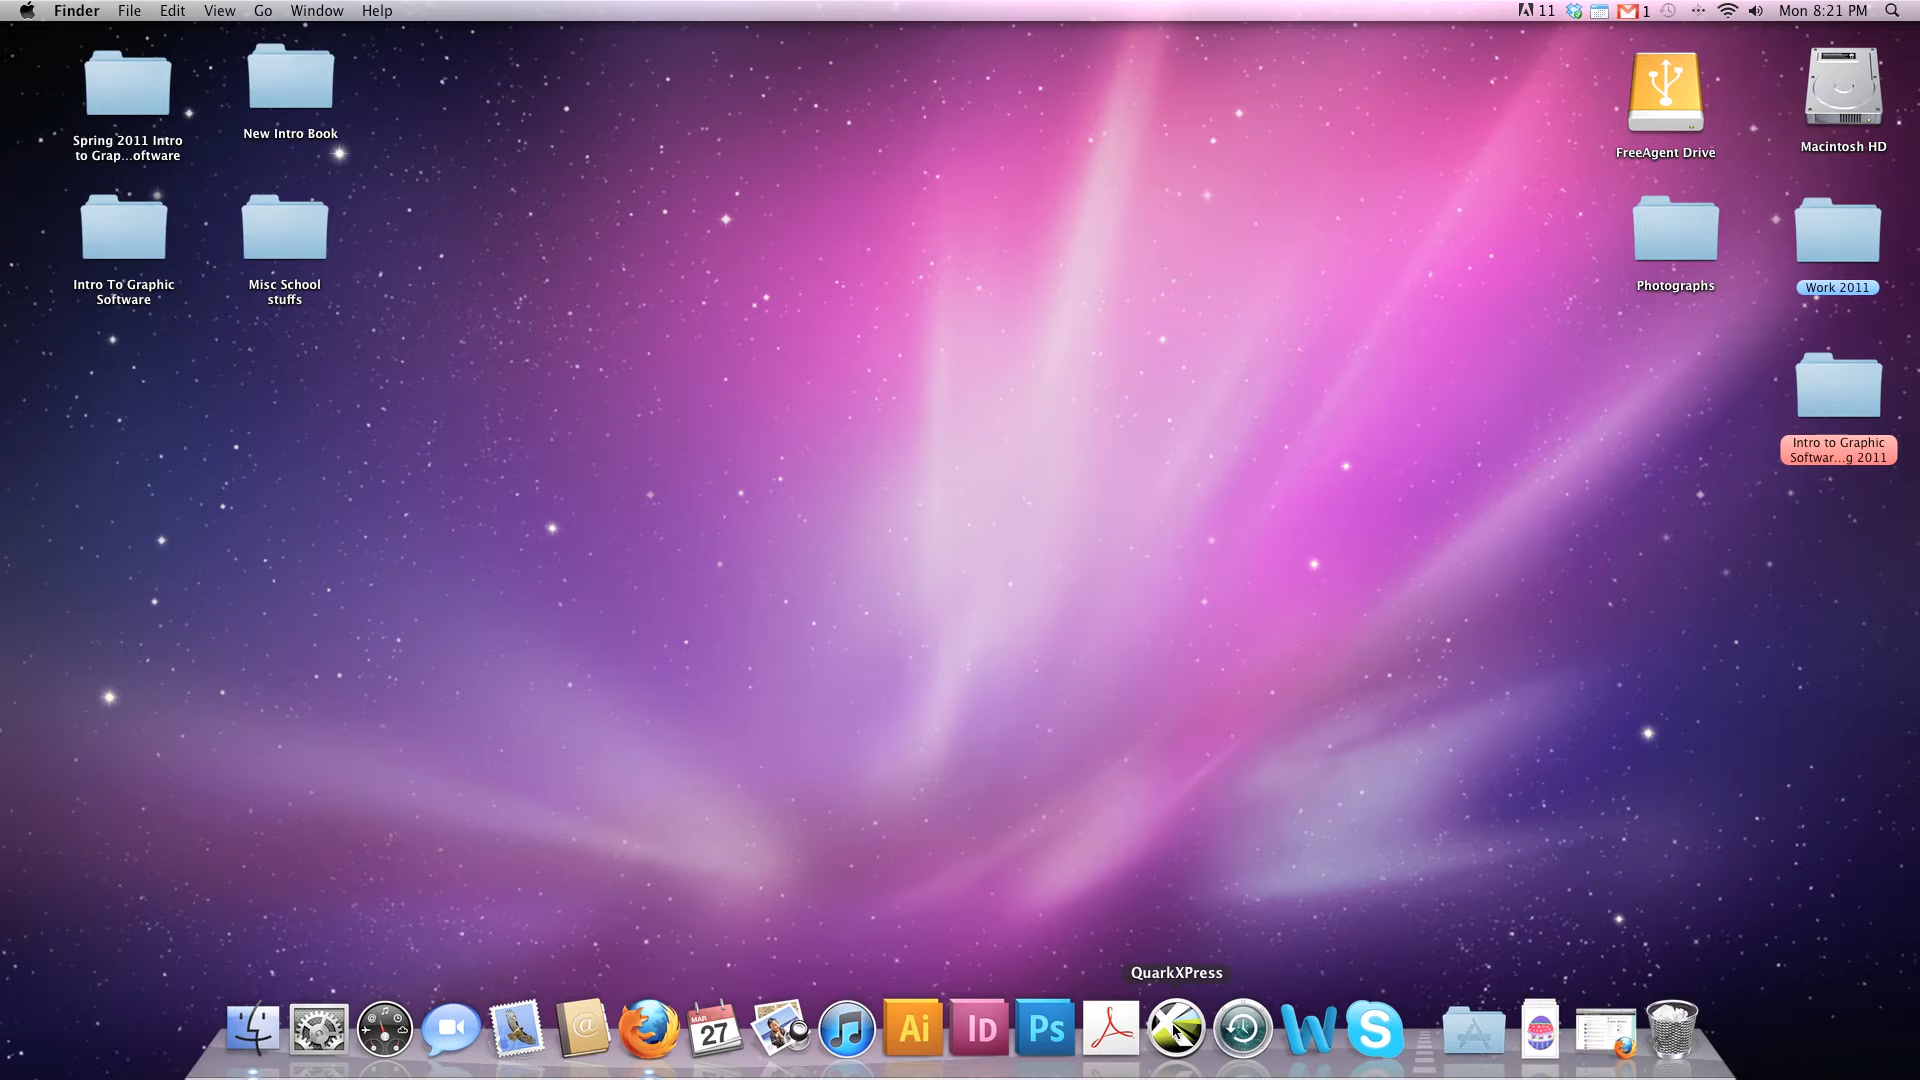 Finder File Edit View Go Window Help
11 1 Mon 8:21 PM
Spring 2011 Intro
to Grap...oftware
New Intro Book
FreeAgent Drive
Macintosh HD
Intro To Graphic
Software
Misc School
stuffs
Photographs
Work 2011
Intro to Graphic
Softwar...g 2011
QuarkXPress
@
MAR
27
Ai
ID
Ps